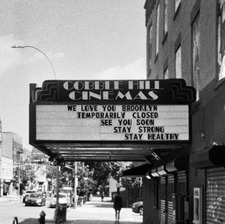 COBBLE HILL
CINEMAS
WE LOVE YOU BROOKLYN
TEMPORARILY CLOSED
SEE YOU SOON
STAY STRONG
STAY HEALTHY